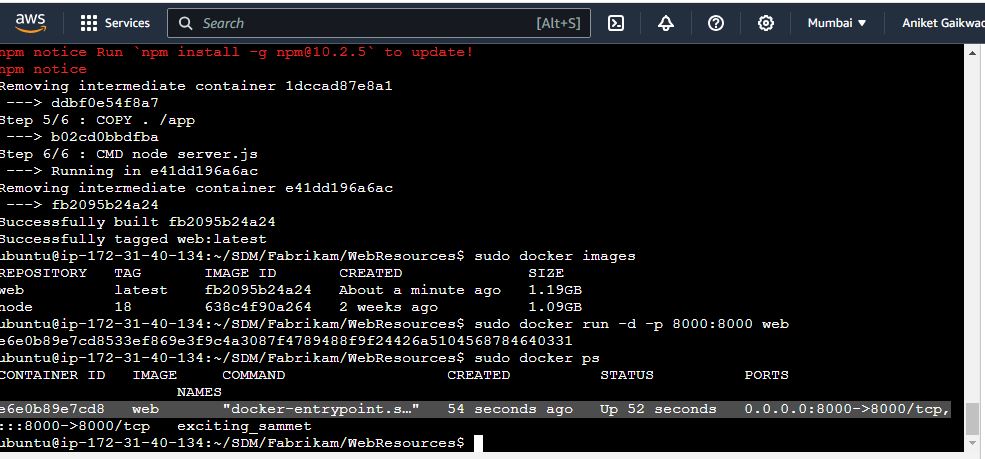 aws Services Search [Alt+S] Mumbai Aniket Gaikwad
npm notice Run `npm install -g npm@10.2.5` to update!
npm notice
Removing intermediate container 1dccad87e8a1
---> ddbf0e54f8a7
Step 5/6 : COPY . /app
---> b02cd0bbdfba
Step 6/6 : CMD node server.js
---> Running in e41dd196a6ac
Removing intermediate container e41dd196a6ac
---> fb2095b24a24
Successfully built fb2095b24a24
Successfully tagged web:latest
ubuntu@ip-172-31-40-134:~/SDM/Fabrikam/WebResources$ sudo docker images
REPOSITORY TAG IMAGE ID CREATED SIZE
web latest fb2095b24a24 About a minute ago 1.19GB
node 18 638c4f90a264 2 weeks ago 1.09GB
ubuntu@ip-172-31-40-134:~/SDM/Fabrikam/WebResources$ sudo docker run -d -p 8000:8000 web
e6e0b89e7cd8533ef869e3f9c4a3087f4789488f9f24426a5104568784640331
ubuntu@ip-172-31-40-134:~/SDM/Fabrikam/WebResources$ sudo docker ps
CONTAINER ID IMAGE COMMAND CREATED STATUS PORTS
NAMES
e6e0b89e7cd8 web "docker-entrypoint.s…" 54 seconds ago Up 52 seconds 0.0.0.0:8000->8000/tcp,
:::8000->8000/tcp exciting_sammet
ubuntu@ip-172-31-40-134:~/SDM/Fabrikam/WebResources$